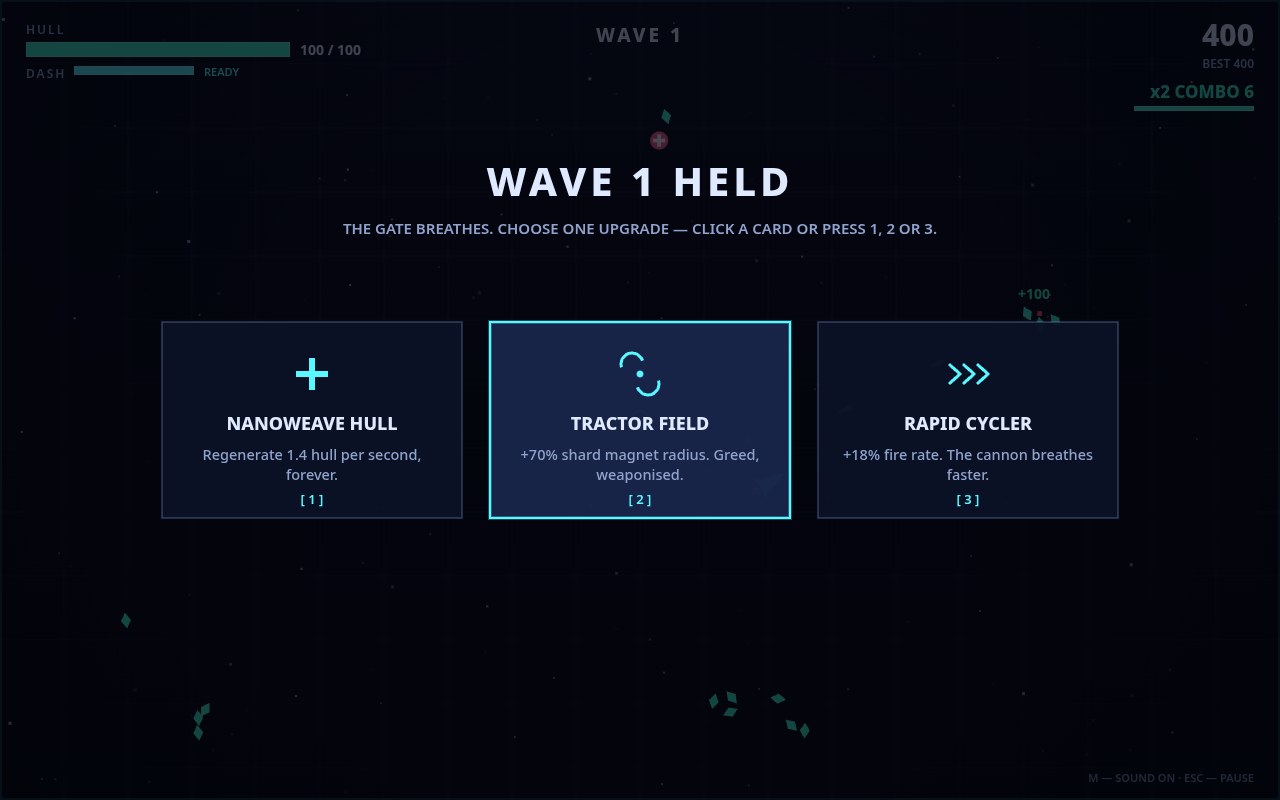 HULL
100 / 100
DASH
READY
WAVE 1
400
BEST 400
x2 COMBO 6
WAVE 1 HELD
THE GATE BREATHES. CHOOSE ONE UPGRADE — CLICK A CARD OR PRESS 1, 2 OR 3.
+100
NANOWEAVE HULL
Regenerate 1.4 hull per second,
forever.
[ 1 ]
TRACTOR FIELD
+70% shard magnet radius. Greed,
weaponised.
[ 2 ]
RAPID CYCLER
+18% fire rate. The cannon breathes
faster.
[ 3 ]
M — SOUND ON · ESC — PAUSE